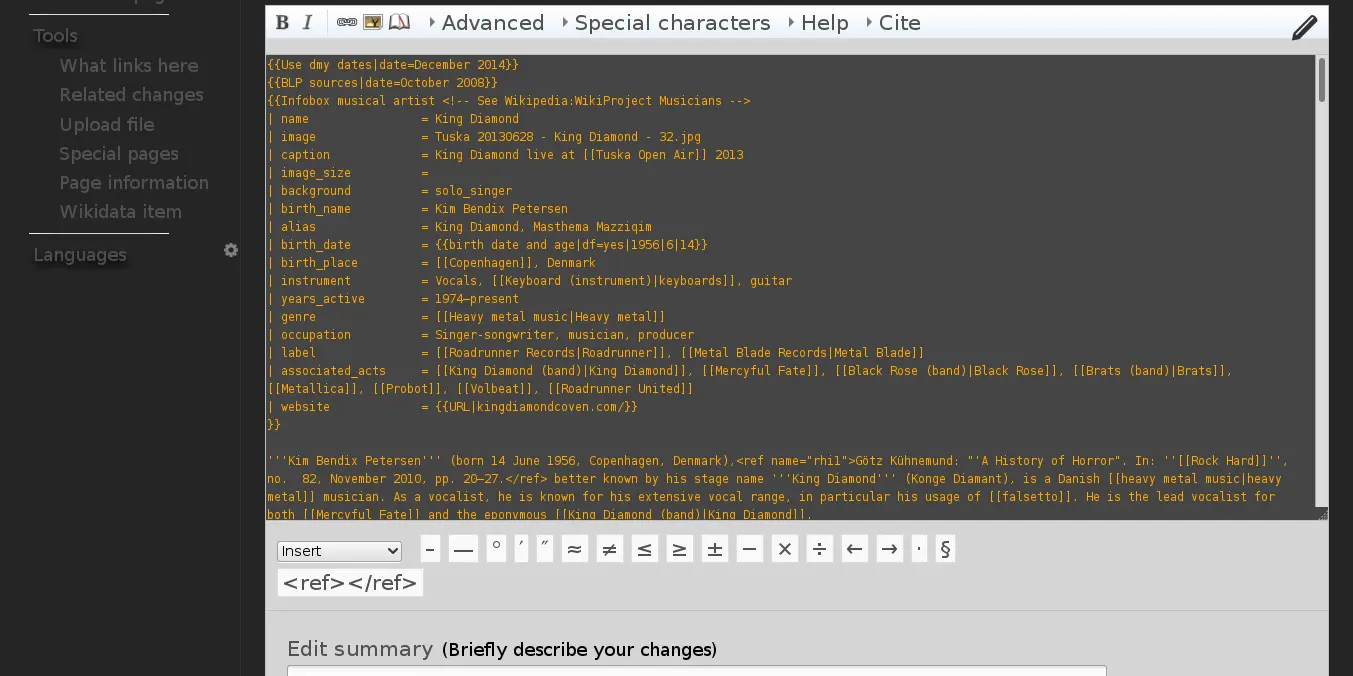 B I Advanced Special characters Help Cite
Tools
What links here
Related changes
Upload file
Special pages
Page information
Wikidata item
Languages
{{Use dmy dates|date=December 2014}}
{{BLP sources|date=October 2008}}
{{Infobox musical artist <!-- See Wikipedia:WikiProject Musicians -->
| name = King Diamond
| image = Tuska 20130628 - King Diamond - 32.jpg
| caption = King Diamond live at [[Tuska Open Air]] 2013
| image_size =
| background = solo_singer
| birth_name = Kim Bendix Petersen
| alias = King Diamond, Masthema Mazziqim
| birth_date = {{birth date and age|df=yes|1956|6|14}}
| birth_place = [[Copenhagen]], Denmark
| instrument = Vocals, [[Keyboard (instrument)|keyboards]], guitar
| years_active = 1974–present
| genre = [[Heavy metal music|Heavy metal]]
| occupation = Singer-songwriter, musician, producer
| label = [[Roadrunner Records|Roadrunner]], [[Metal Blade Records|Metal Blade]]
| associated_acts = [[King Diamond (band)|King Diamond]], [[Mercyful Fate]], [[Black Rose (band)|Black Rose]], [[Brats (band)|Brats]],
[[Metallica]], [[Probot]], [[Volbeat]], [[Roadrunner United]]
| website = {{URL|kingdiamondcoven.com/}}
}}
'''Kim Bendix Petersen''' (born 14 June 1956, Copenhagen, Denmark),<ref name="rhi1">Götz Kühnemund: "'A History of Horror". In: ''[[Rock Hard]]'',
no. 82, November 2010, pp. 20–27.</ref> better known by his stage name '''King Diamond''' (Konge Diamant), is a Danish [[heavy metal music|heavy
metal]] musician. As a vocalist, he is known for his extensive vocal range, in particular his usage of [[falsetto]]. He is the lead vocalist for
both [[Mercyful Fate]] and the eponymous [[King Diamond (band)|King Diamond]].
Insert – — ° ′ ″ ≈ ≠ ≤ ≥ ± − × ÷ ← → · §
<ref></ref>
Edit summary (Briefly describe your changes)